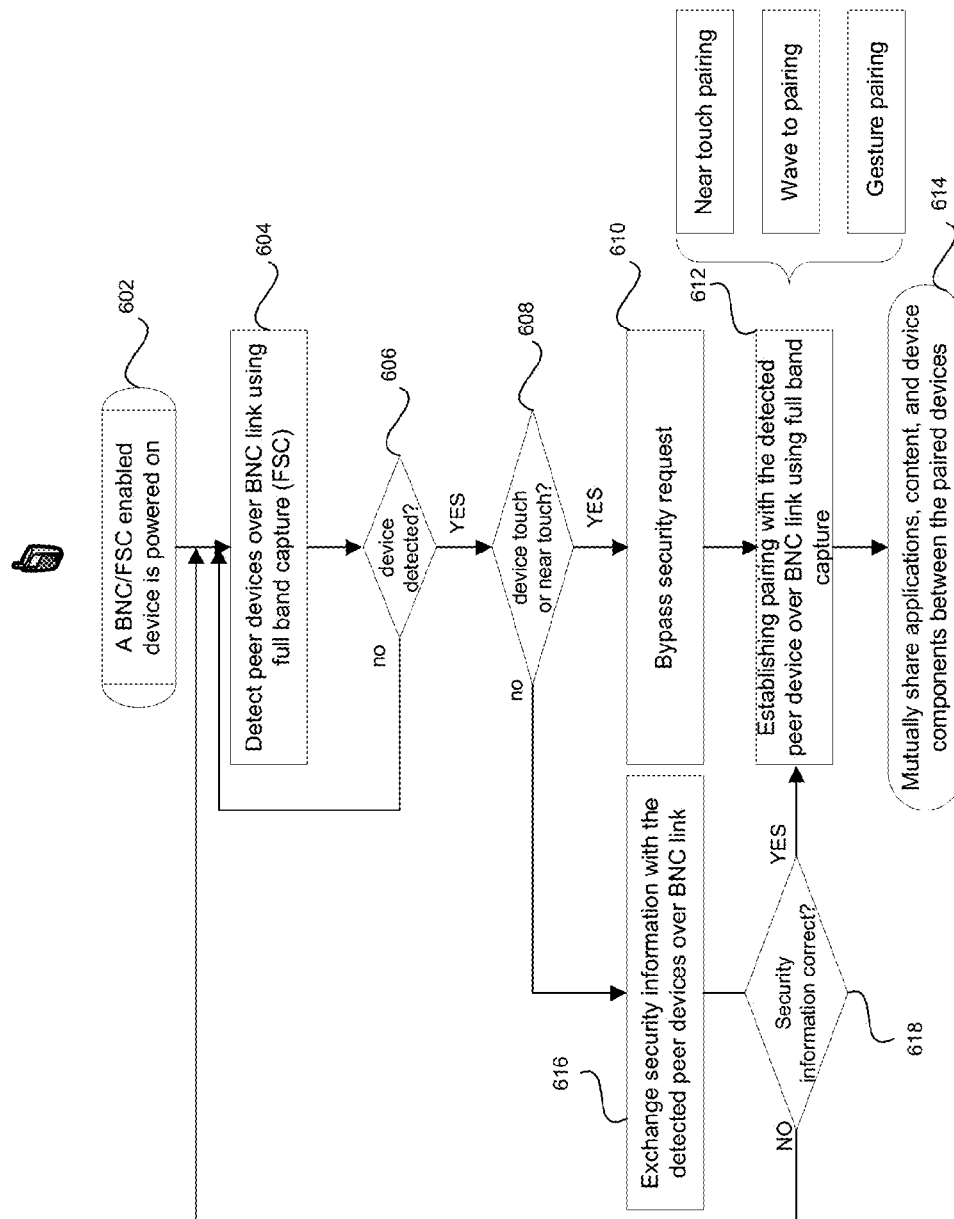 602
A BNC/FSC enabled
device is powered on
604
Detect peer devices over BNC link using
full band capture (FSC)
606
device
detected?
no
YES
608
device touch
or near touch?
no
YES
610
Bypass security request
616
Exchange security information with the
detected peer devices over BNC link
618
Security
information correct?
NO
YES
612
Establishing pairing with the detected
peer device over BNC link using full band
capture
Near touch pairing
Wave to pairing
Gesture pairing
614
Mutually share applications, content, and device
components between the paired devices